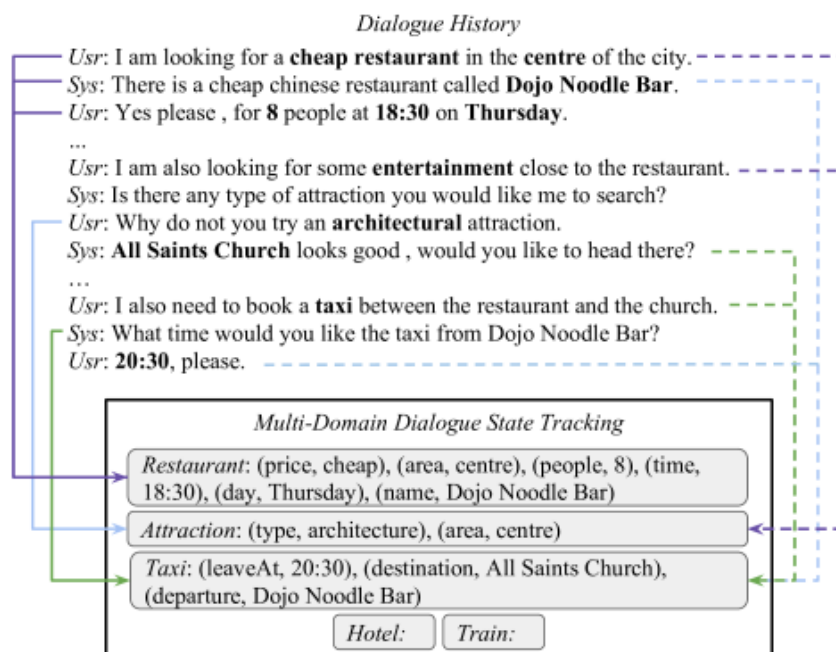 Dialogue History
Usr: I am looking for a cheap restaurant in the centre of the city.
Sys: There is a cheap chinese restaurant called Dojo Noodle Bar.
Usr: Yes please , for 8 people at 18:30 on Thursday.
...
Usr: I am also looking for some entertainment close to the restaurant.
Sys: Is there any type of attraction you would like me to search?
Usr: Why do not you try an architectural attraction.
Sys: All Saints Church looks good , would you like to head there?
...
Usr: I also need to book a taxi between the restaurant and the church.
Sys: What time would you like the taxi from Dojo Noodle Bar?
Usr: 20:30, please.
Multi-Domain Dialogue State Tracking
Restaurant: (price, cheap), (area, centre), (people, 8), (time,
18:30), (day, Thursday), (name, Dojo Noodle Bar)
Attraction: (type, architecture), (area, centre)
Taxi: (leaveAt, 20:30), (destination, All Saints Church),
(departure, Dojo Noodle Bar)
Hotel: Train: